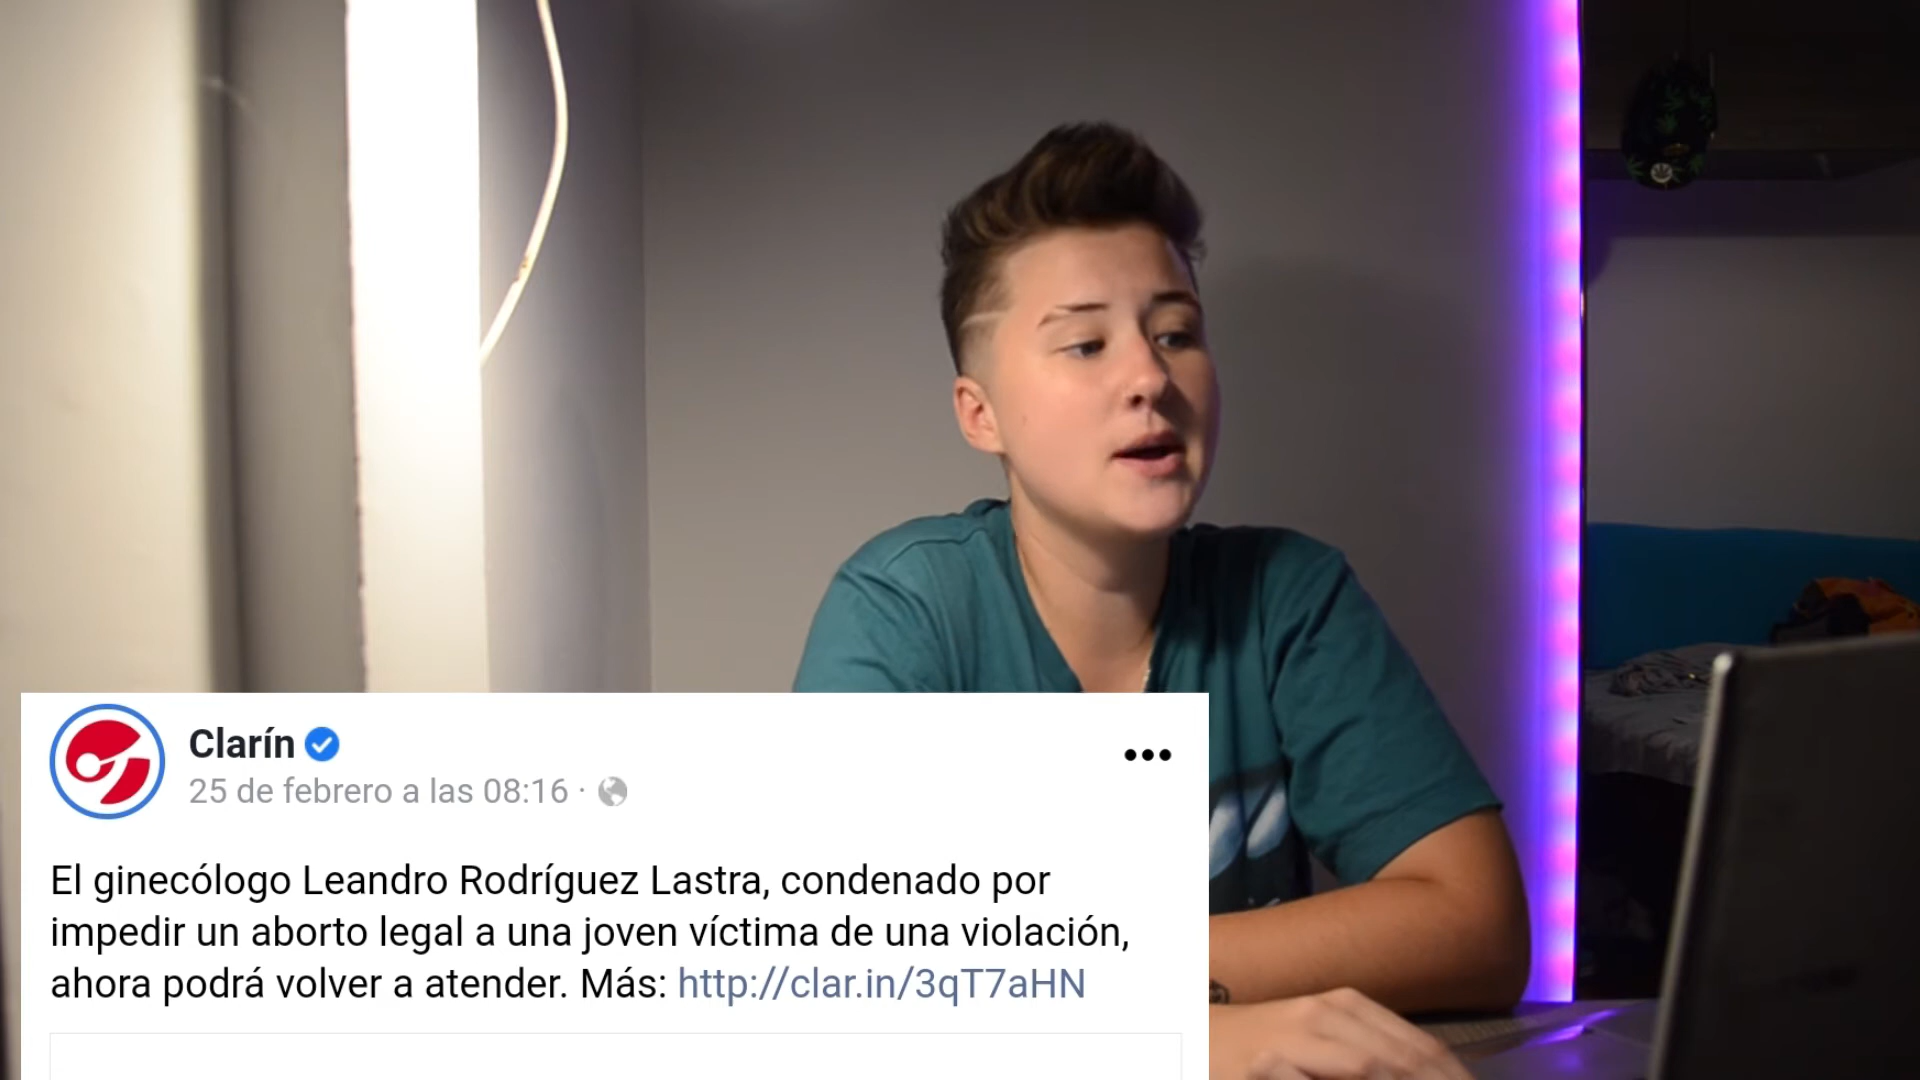 Clarín
25 de febrero a las 08:16 ·
El ginecólogo Leandro Rodríguez Lastra, condenado por
impedir un aborto legal a una joven víctima de una violación,
ahora podrá volver a atender. Más: http://clar.in/3qT7aHN